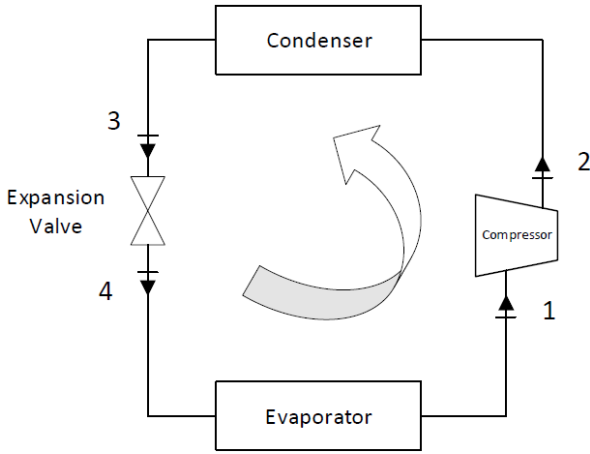 Condenser
3
2
Expansion
Valve
Compressor
4
1
Evaporator